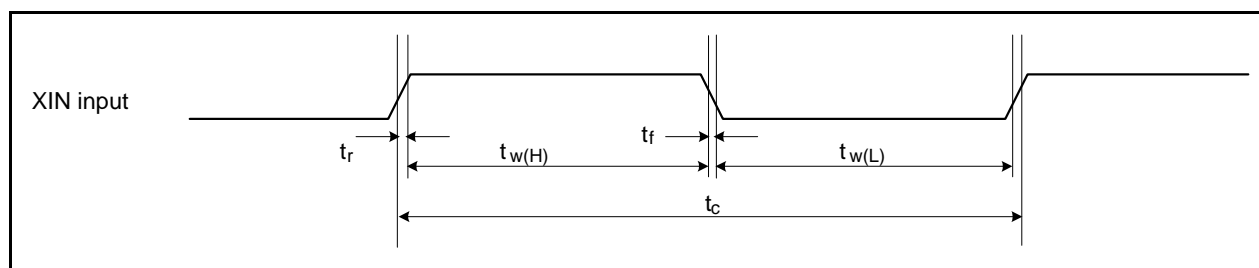 XIN input
tr
tw(H)
tf
tw(L)
tc